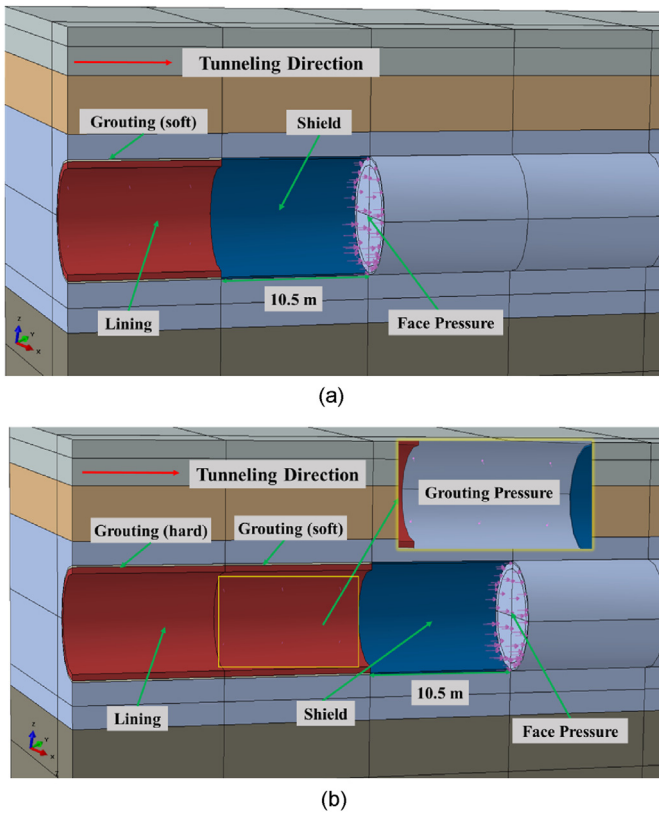 Tunneling Direction
Grouting (soft)
Shield
10.5 m
Lining
Face Pressure
Z
Y
X
(a)
Tunneling Direction
Grouting Pressure
Grouting (hard)
Grouting (soft)
10.5 m
Lining
Shield
Face Pressure
Z
Y
X
(b)